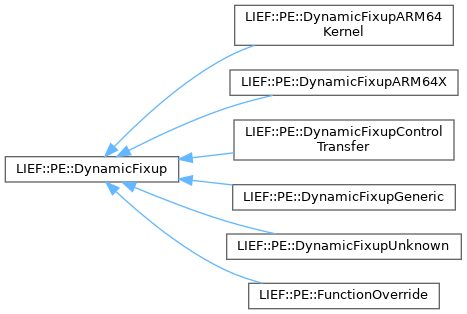 LIEF::PE::DynamicFixupARM64
Kernel
LIEF::PE::DynamicFixupARM64X
LIEF::PE::DynamicFixupControl
Transfer
LIEF::PE::DynamicFixup
LIEF::PE::DynamicFixupGeneric
LIEF::PE::DynamicFixupUnknown
LIEF::PE::FunctionOverride